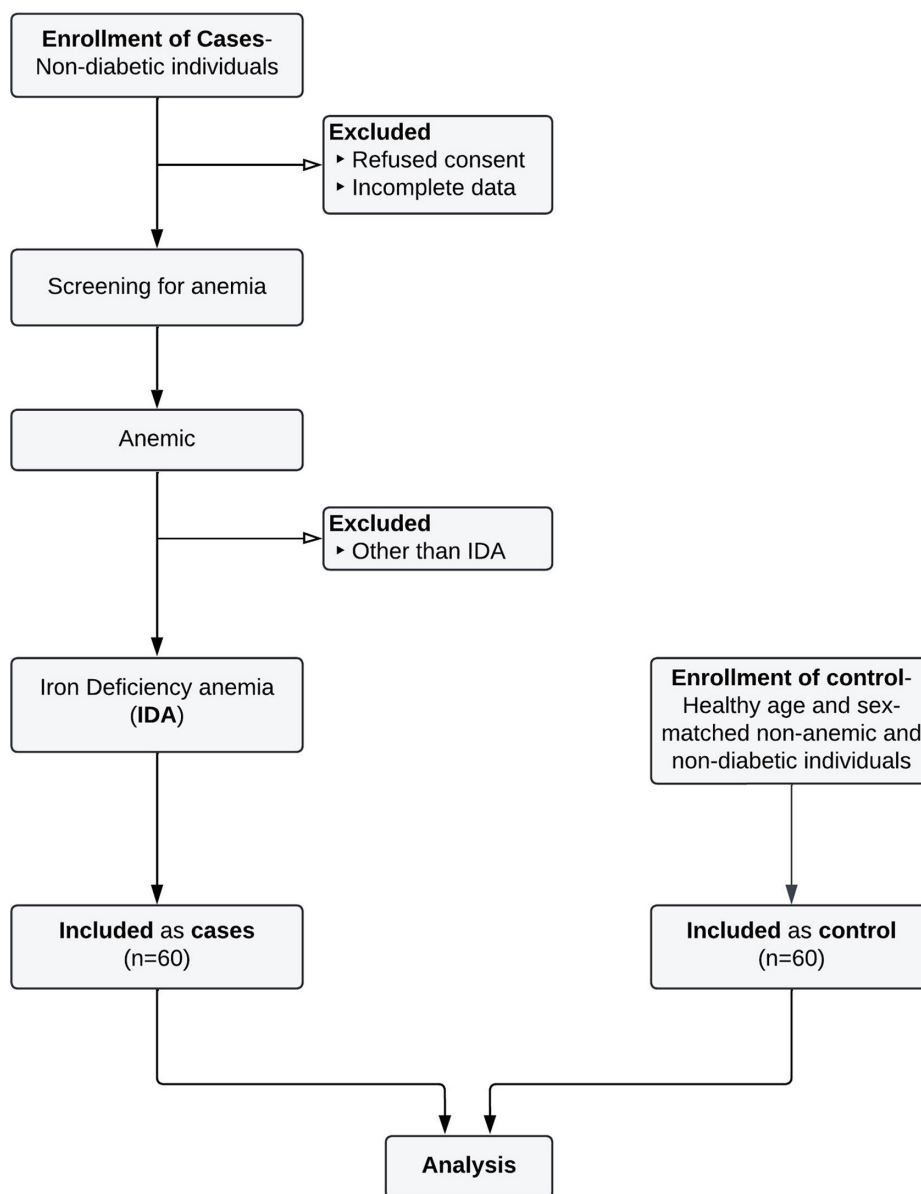 Enrollment of Cases-
Non-diabetic individuals
Excluded
‣ Refused consent
‣ Incomplete data
Screening for anemia
Anemic
Excluded
‣ Other than IDA
Iron Deficiency anemia
(IDA)
Enrollment of control-
Healthy age and sex-
matched non-anemic and
non-diabetic individuals
Included as cases
(n=60)
Included as control
(n=60)
Analysis